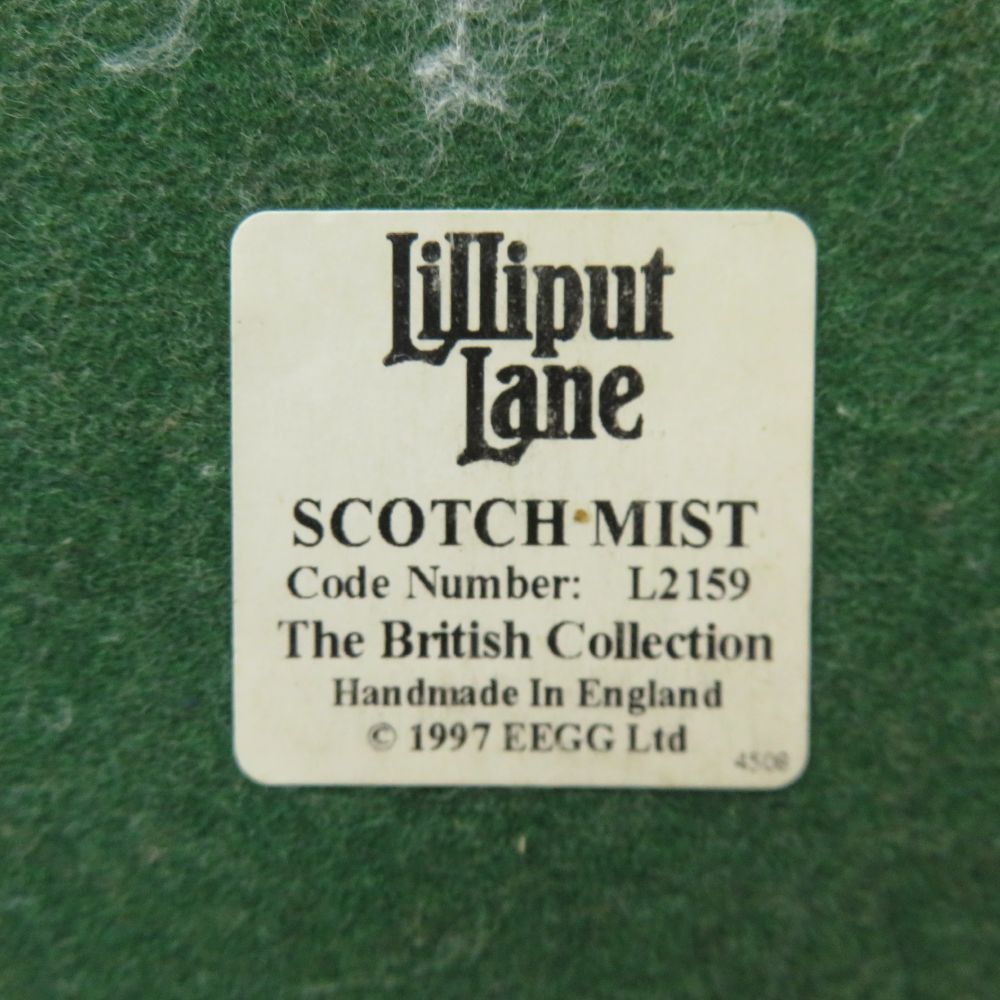 Lilliput
Lane
SCOTCH MIST
Code Number: L2159
The British Collection
Handmade In England
© 1997 EEGG Ltd
4508